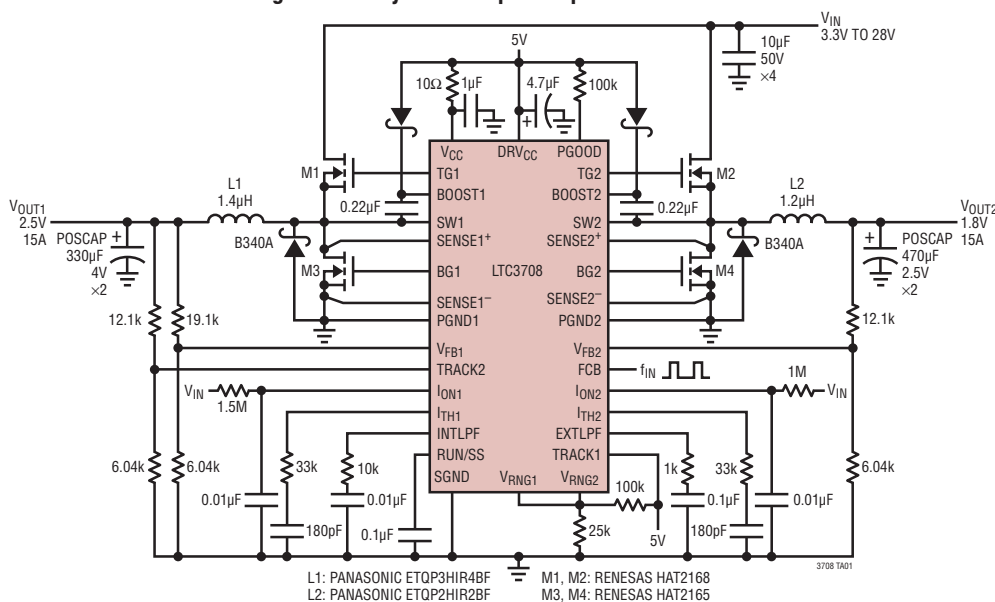 V_IN
3.3V TO 28V
10µF
50V
×4
5V
10Ω
1µF
4.7µF
100k
V_CC
DRV_CC
PGOOD
M1
TG1
TG2
M2
BOOST1
BOOST2
L1
1.4µH
0.22µF
0.22µF
L2
1.2µH
V_OUT1
2.5V
15A
SW1
SW2
V_OUT2
1.8V
15A
POSCAP
330µF
4V
×2
+
B340A
SENSE1+
SENSE2+
B340A
+
POSCAP
470µF
2.5V
×2
M3
BG1
LTC3708
BG2
M4
SENSE1–
SENSE2–
12.1k
19.1k
PGND1
PGND2
12.1k
V_FB1
V_FB2
TRACK2
FCB
f_IN
V_IN
1.5M
I_ON1
I_ON2
1M
V_IN
I_TH1
I_TH2
INTLPF
EXTLPF
RUN/SS
TRACK1
6.04k
6.04k
33k
10k
SGND
V_RNG1
V_RNG2
1k
33k
6.04k
100k
0.01µF
0.01µF
0.1µF
0.01µF
180pF
0.1µF
25k
5V
180pF
3708 TA01
L1: PANASONIC ETQP3HIR4BF
M1, M2: RENESAS HAT2168
L2: PANASONIC ETQP2HIR2BF
M3, M4: RENESAS HAT2165